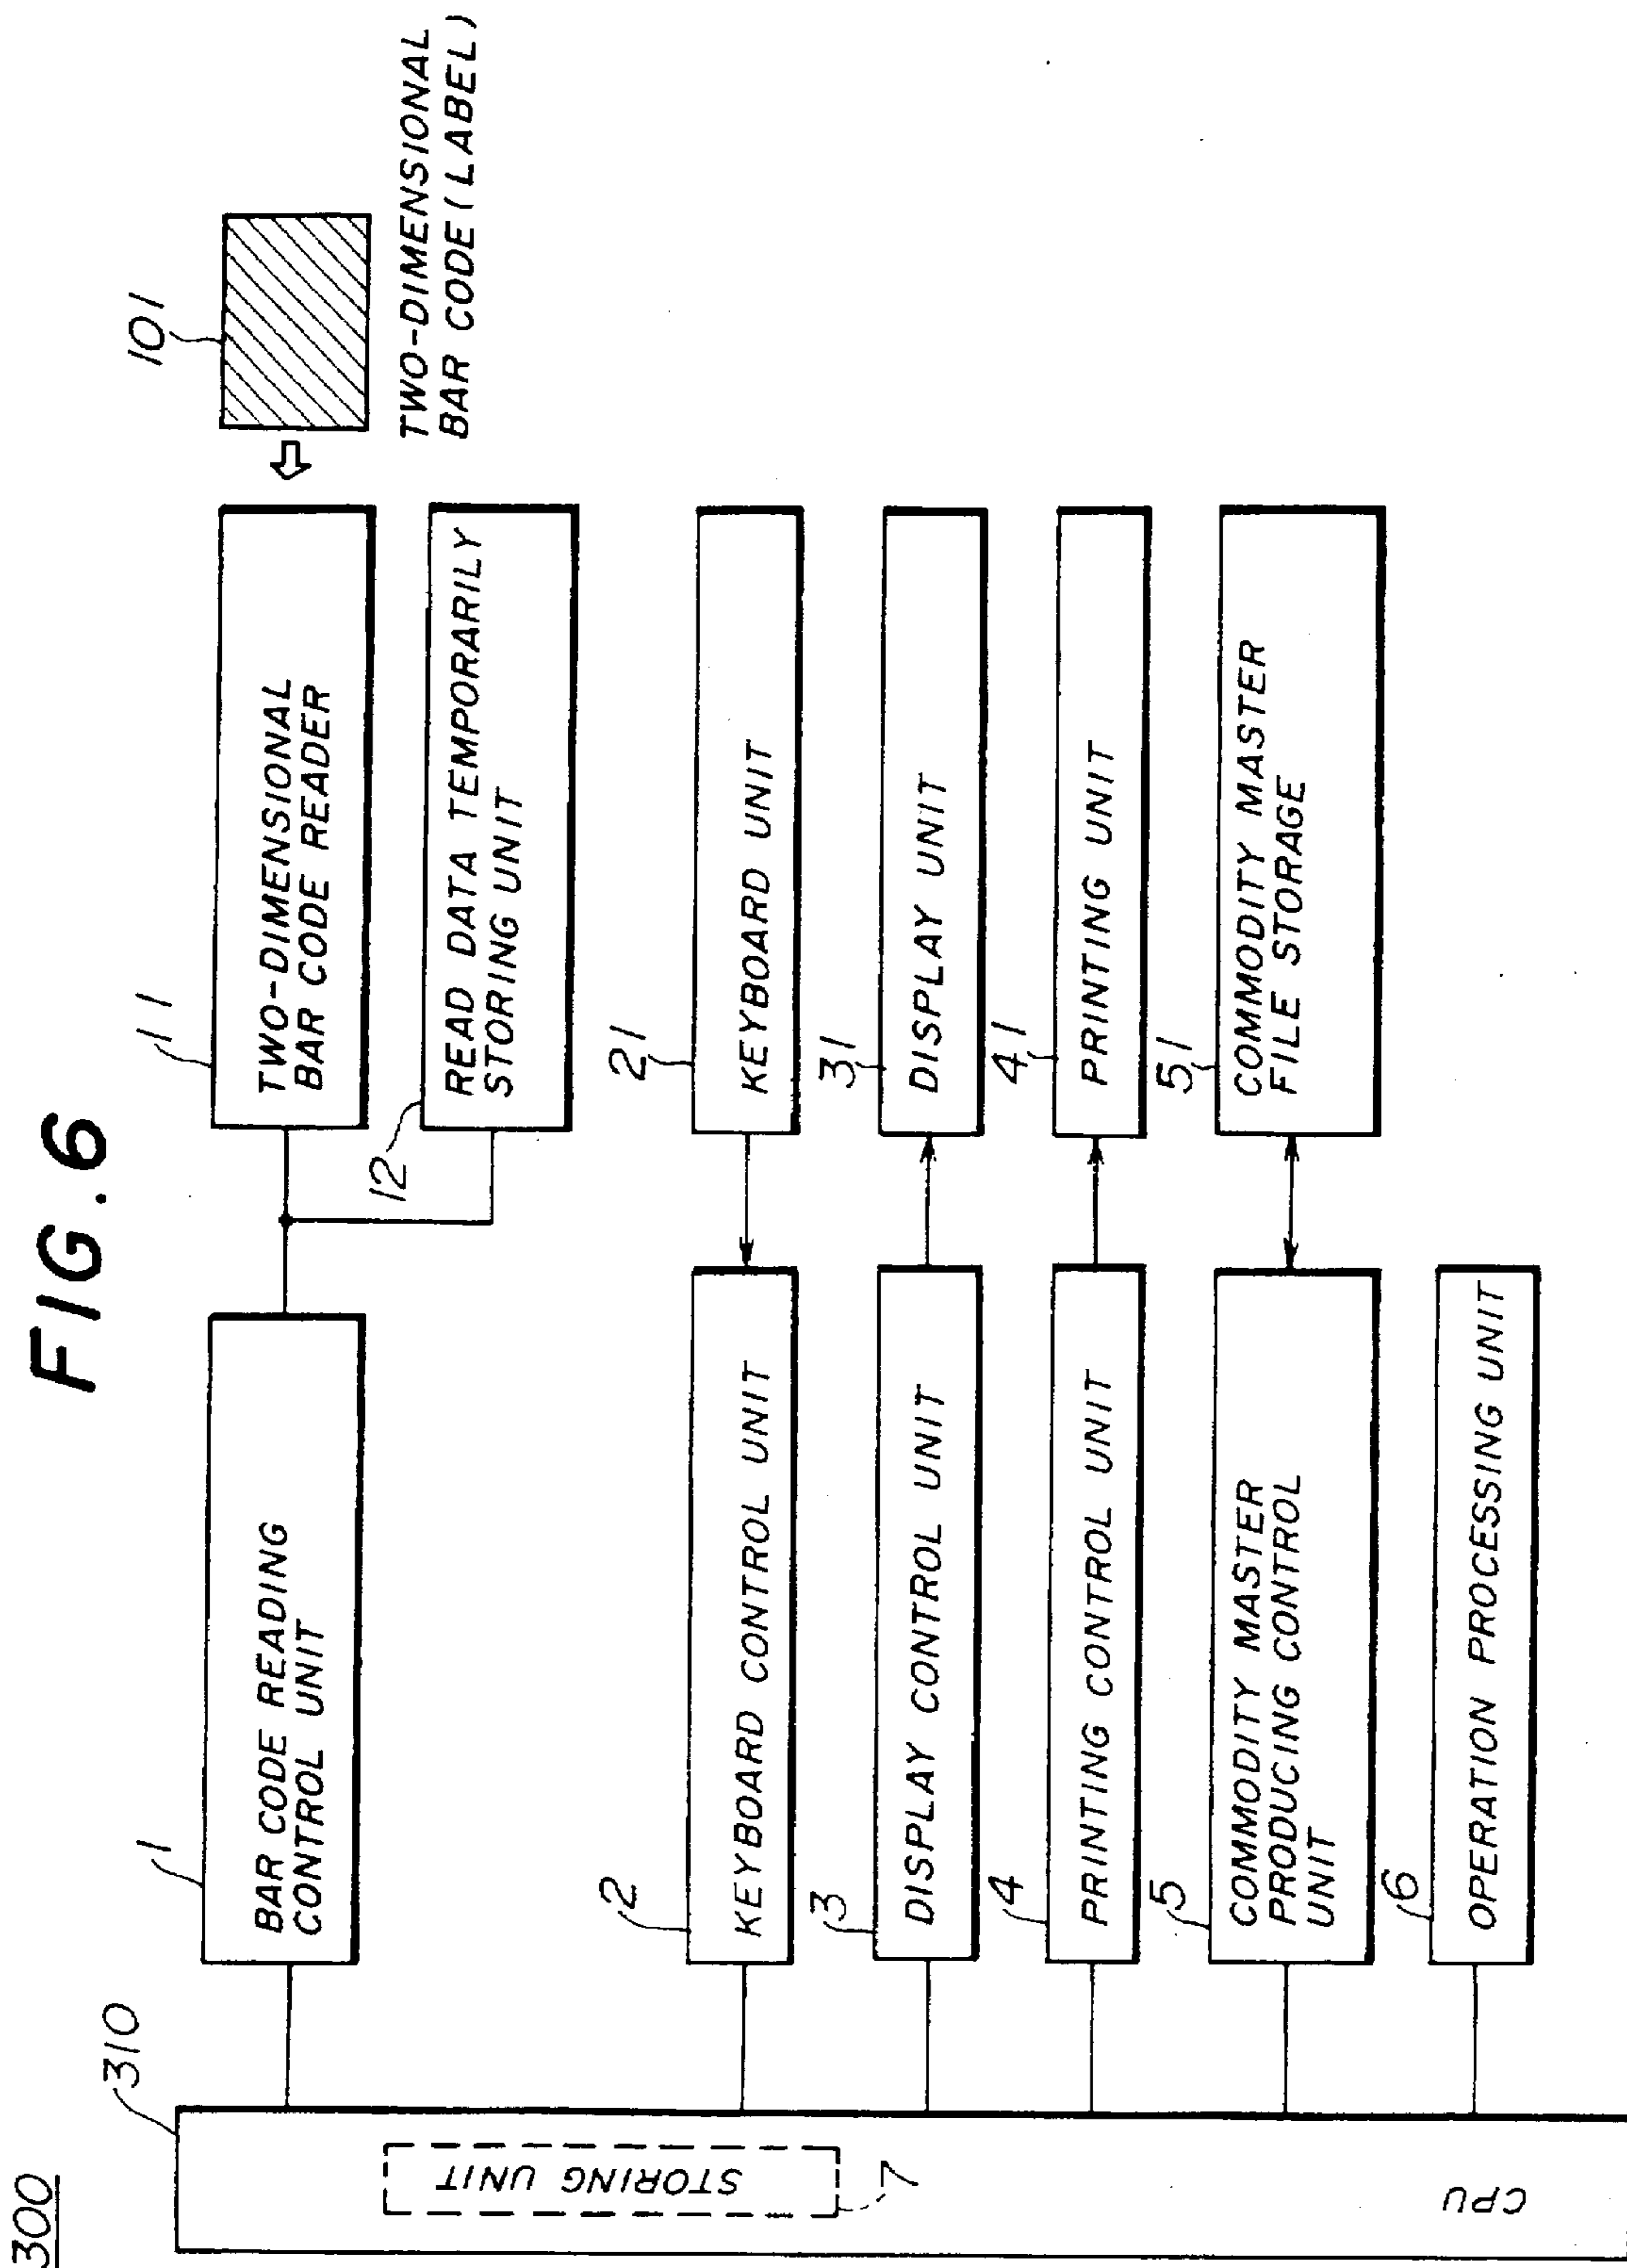 FIG.6
300
310
STORING UNIT
7
CPU
1
BAR CODE READING
CONTROL UNIT
11
TWO-DIMENSIONAL
BAR CODE READER
101
TWO-DIMENSIONAL
BAR CODE(LABEL)
12
READ DATA TEMPORARILY
STORING UNIT
2
KEYBOARD CONTROL UNIT
21
KEYBOARD UNIT
3
DISPLAY CONTROL UNIT
31
DISPLAY UNIT
4
PRINTING CONTROL UNIT
41
PRINTING UNIT
5
COMMODITY MASTER
PRODUCING CONTROL
UNIT
51
COMMODITY MASTER
FILE STORAGE
6
OPERATION PROCESSING UNIT